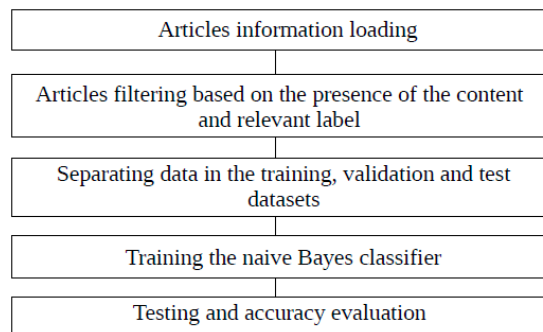 Articles information loading
Articles filtering based on the presence of the content
and relevant label
Separating data in the training, validation and test
datasets
Training the naive Bayes classifier
Testing and accuracy evaluation